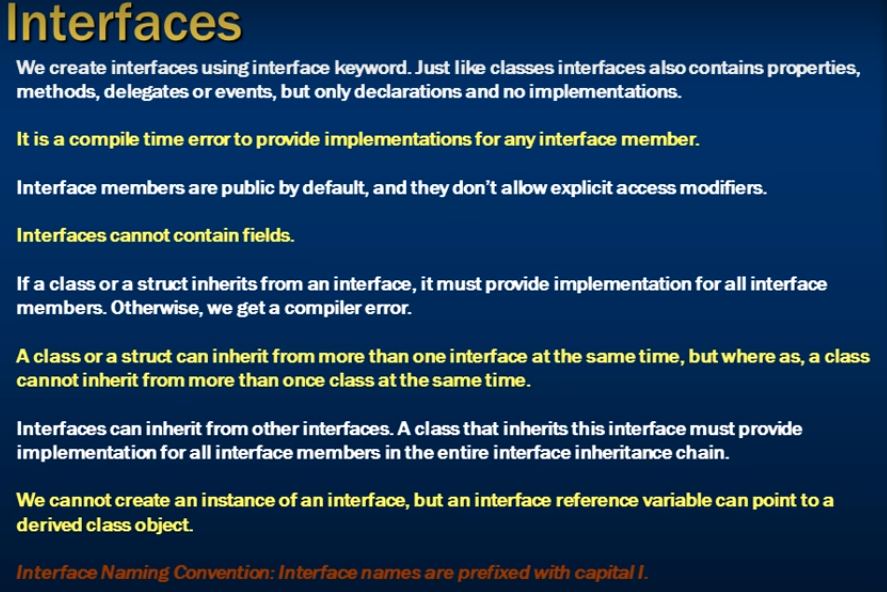 Interfaces
We create interfaces using interface keyword. Just like classes interfaces also contains properties,
methods, delegates or events, but only declarations and no implementations.
It is a compile time error to provide implementations for any interface member.
Interface members are public by default, and they don't allow explicit access modifiers.
Interfaces cannot contain fields.
If a class or a struct inherits from an interface, it must provide implementation for all interface
members. Otherwise, we get a compiler error.
A class or a struct can inherit from more than one interface at the same time, but where as, a class
cannot inherit from more than once class at the same time.
Interfaces can inherit from other interfaces. A class that inherits this interface must provide
implementation for all interface members in the entire interface inheritance chain.
We cannot create an instance of an interface, but an interface reference variable can point to a
derived class object.
Interface Naming Convention: Interface names are prefixed with capital I.